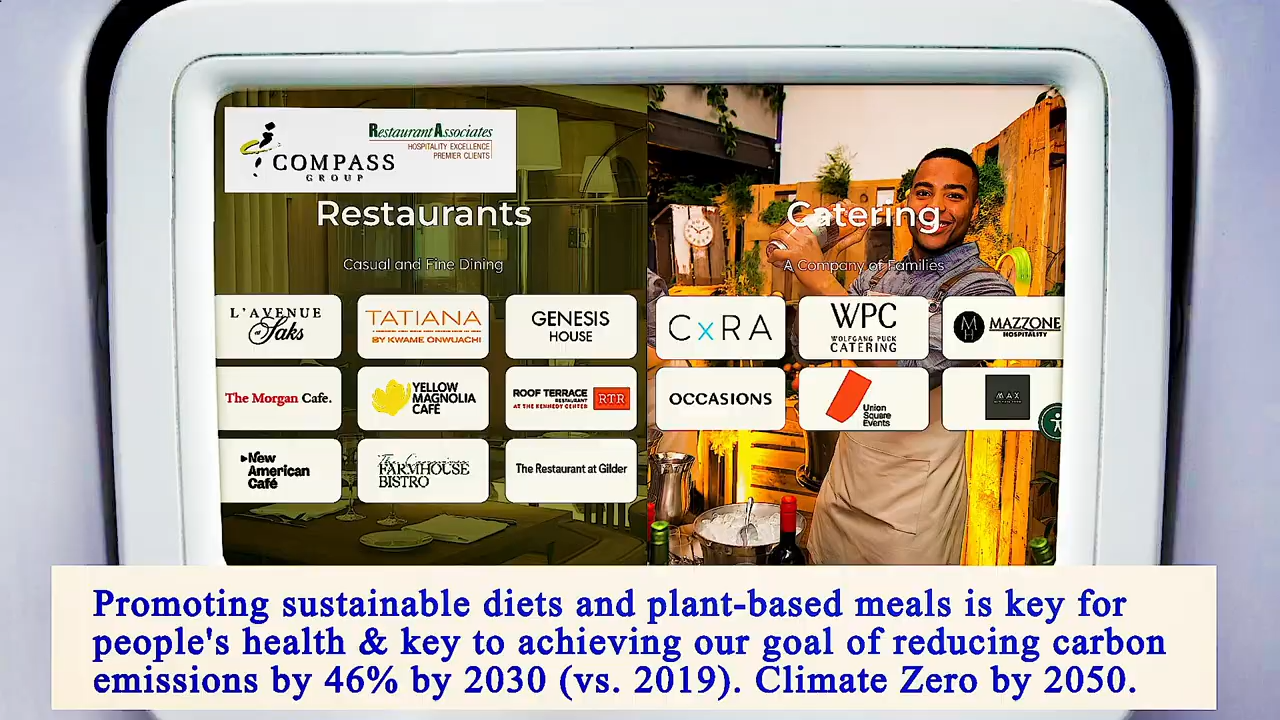 COMPASS
GROUP
Restaurant Associates
HOSPITALITY EXCELLENCE
PREMIER CLIENTS
Restaurants
Casual and Fine Dining
L'AVENUE
Saks
TATIANA
BY KWAME ONWUACHI
GENESIS
HOUSE
The Morgan Cafe.
YELLOW
MAGNOLIA
CAFÉ
ROOF TERRACE
RESTAURANT
AT THE KENNEDY CENTER
RTR
New
American
Café
FARMHOUSE
BISTRO
The Restaurant at Gilder
Catering
A Company of Families
CxRA
WPC
WOLFGANG PUCK
CATERING
MH
MAZZONE
HOSPITALITY
OCCASIONS
Union
Square
Events
MAX
Promoting sustainable diets and plant-based meals is key for
people's health & key to achieving our goal of reducing carbon
emissions by 46% by 2030 (vs. 2019). Climate Zero by 2050.